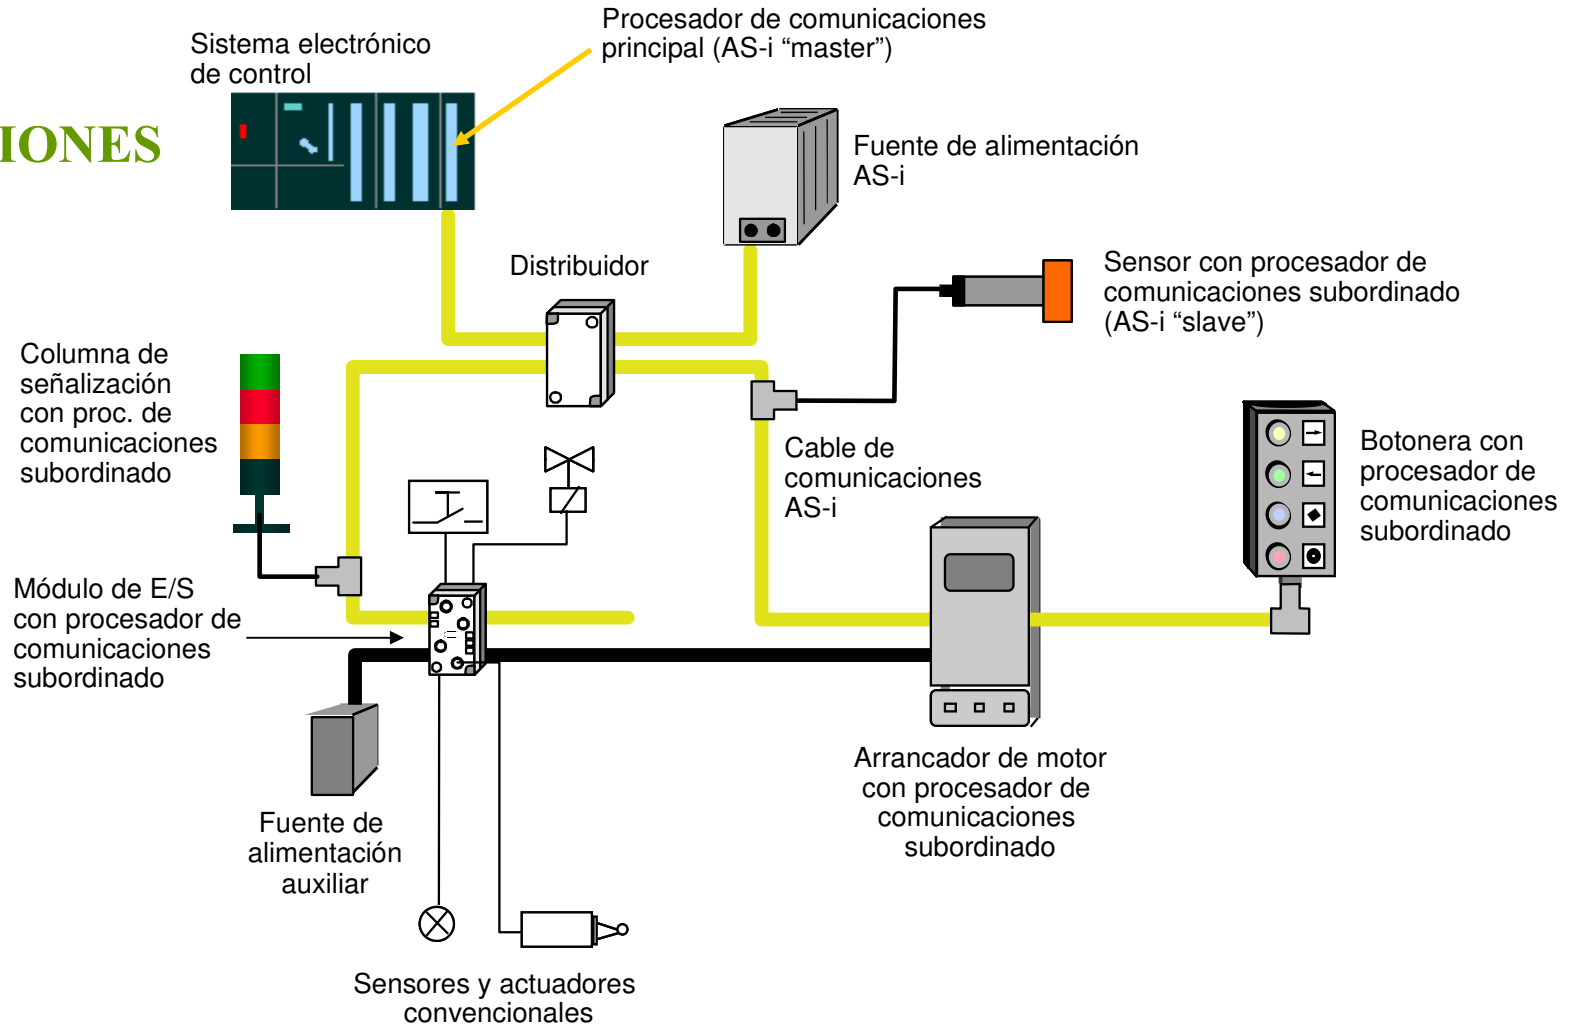 Procesador de comunicaciones
principal (AS-i “master”)
Sistema electrónico
de control
IONES
Fuente de alimentación
AS-i
Distribuidor
Sensor con procesador de
comunicaciones subordinado
(AS-i “slave”)
Columna de
señalización
con proc. de
comunicaciones
subordinado
Cable de
comunicaciones
AS-i
Botonera con
procesador de
comunicaciones
subordinado
Módulo de E/S
con procesador de
comunicaciones
subordinado
Arrancador de motor
con procesador de
comunicaciones
subordinado
Fuente de
alimentación
auxiliar
Sensores y actuadores
convencionales